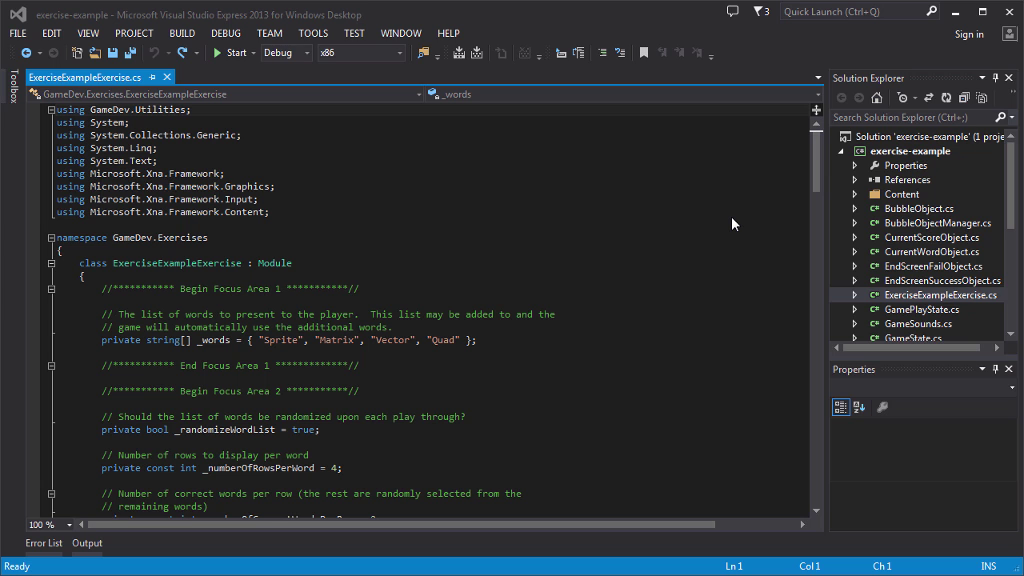 exercise-example - Microsoft Visual Studio Express 2013 for Windows Desktop
3
Quick Launch (Ctrl+Q)
FILE EDIT VIEW PROJECT BUILD DEBUG TEAM TOOLS TEST WINDOW HELP
Sign in
Start Debug x86
Toolbox
ExerciseExampleExercise.cs
GameDev.Exercises.ExerciseExampleExercise
_words
using GameDev.Utilities;
using System;
using System.Collections.Generic;
using System.Linq;
using System.Text;
using Microsoft.Xna.Framework;
using Microsoft.Xna.Framework.Graphics;
using Microsoft.Xna.Framework.Input;
using Microsoft.Xna.Framework.Content;
namespace GameDev.Exercises
{
class ExerciseExampleExercise : Module
{
//*********** Begin Focus Area 1 ***********//
// The list of words to present to the player.  This list may be added to and the
// game will automatically use the additional words.
private string[] _words = { "Sprite", "Matrix", "Vector", "Quad" };
//*********** End Focus Area 1 ************//
//*********** Begin Focus Area 2 ***********//
// Should the list of words be randomized upon each play through?
private bool _randomizeWordList = true;
// Number of rows to display per word
private const int _numberOfRowsPerWord = 4;
// Number of correct words per row (the rest are randomly selected from the
// remaining words)
100 %
Solution Explorer
Search Solution Explorer (Ctrl+;)
Solution 'exercise-example' (1 proje
exercise-example
Properties
References
Content
BubbleObject.cs
BubbleObjectManager.cs
CurrentScoreObject.cs
CurrentWordObject.cs
EndScreenFailObject.cs
EndScreenSuccessObject.cs
ExerciseExampleExercise.cs
GamePlayState.cs
GameSounds.cs
GameState.cs
Properties
Error List Output
Ready
Ln 1 Col 1 Ch 1 INS